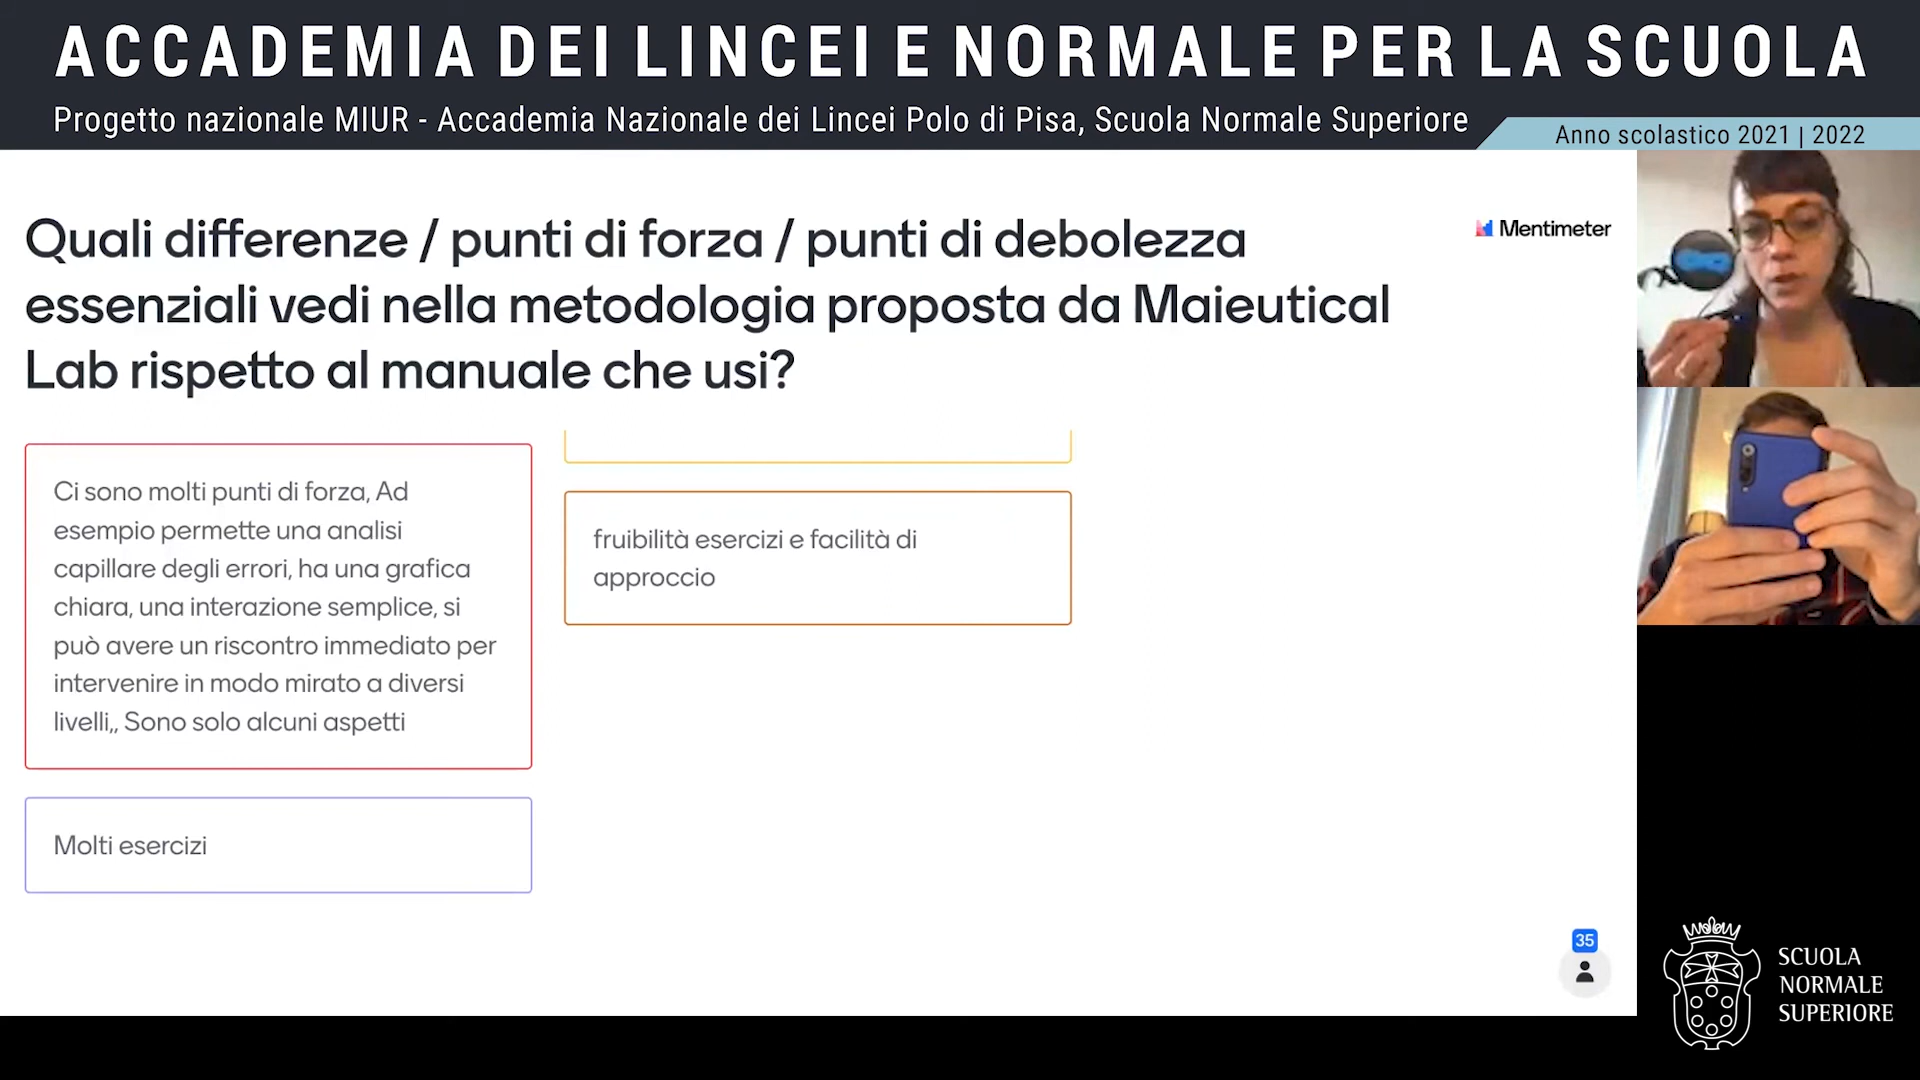 ACCADEMIA DEI LINCEI E NORMALE PER LA SCUOLA
Progetto nazionale MIUR - Accademia Nazionale dei Lincei Polo di Pisa, Scuola Normale Superiore
Anno scolastico 2021 | 2022
Quali differenze / punti di forza / punti di debolezza
essenziali vedi nella metodologia proposta da Maieutical
Lab rispetto al manuale che usi?
Mentimeter
Ci sono molti punti di forza, Ad
esempio permette una analisi
capillare degli errori, ha una grafica
chiara, una interazione semplice, si
può avere un riscontro immediato per
intervenire in modo mirato a diversi
livelli,, Sono solo alcuni aspetti
Molti esercizi
fruibilità esercizi e facilità di
approccio
35
SCUOLA
NORMALE
SUPERIORE